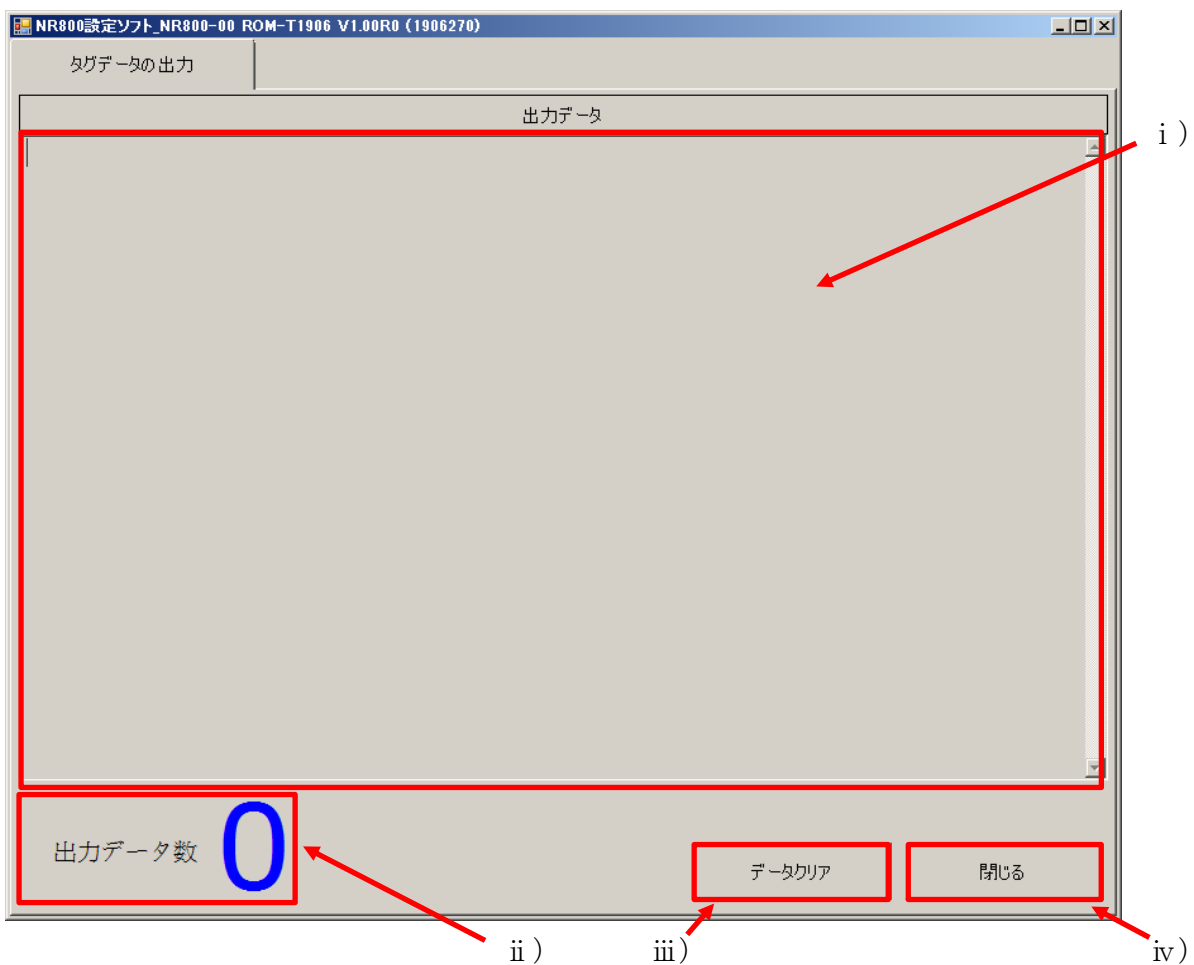 NR800設定ソフト_NR800-00 ROM-T1906 V1.00R0 (1906270)
タグデータの出力
出力データ
ⅰ)
出力データ数 0
データクリア
閉じる
ⅱ)
ⅲ)
ⅳ)